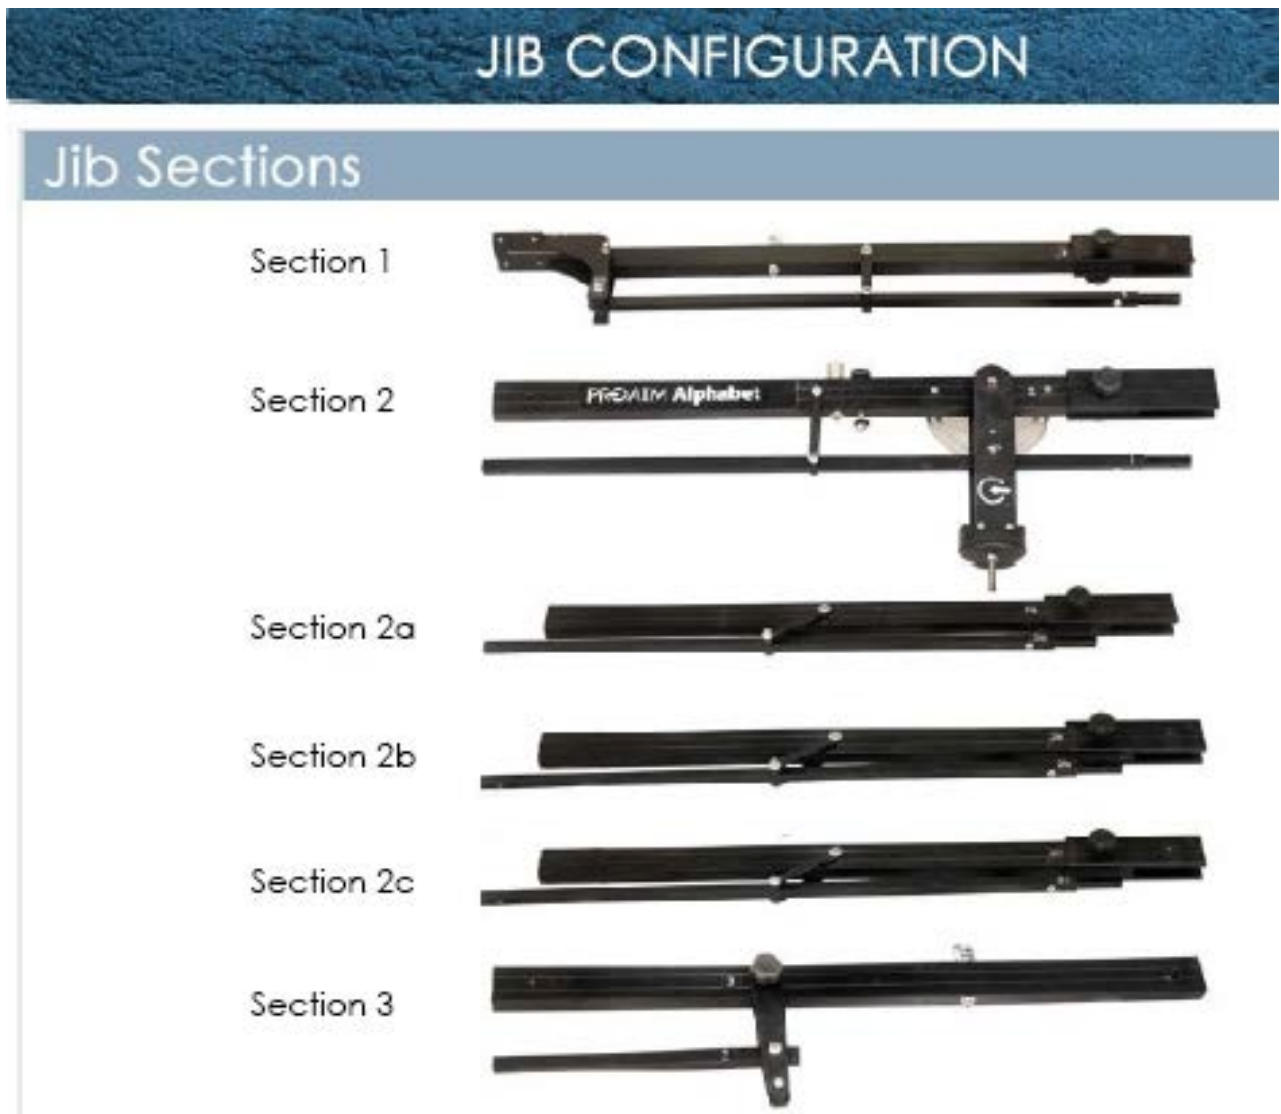 JIB CONFIGURATION
Jib Sections
Section 1
Section 2
PROAIM Alphabet
Section 2a
Section 2b
Section 2c
Section 3